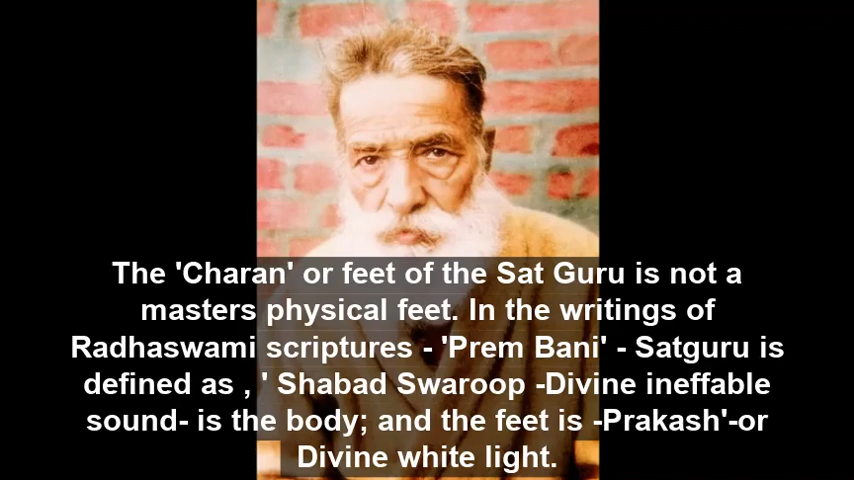 The 'Charan' or feet of the Sat Guru is not a
masters physical feet. In the writings of
Radhaswami scriptures - 'Prem Bani' - Satguru is
defined as , ' Shabad Swaroop -Divine ineffable
sound- is the body; and the feet is -Prakash'-or
Divine white light.